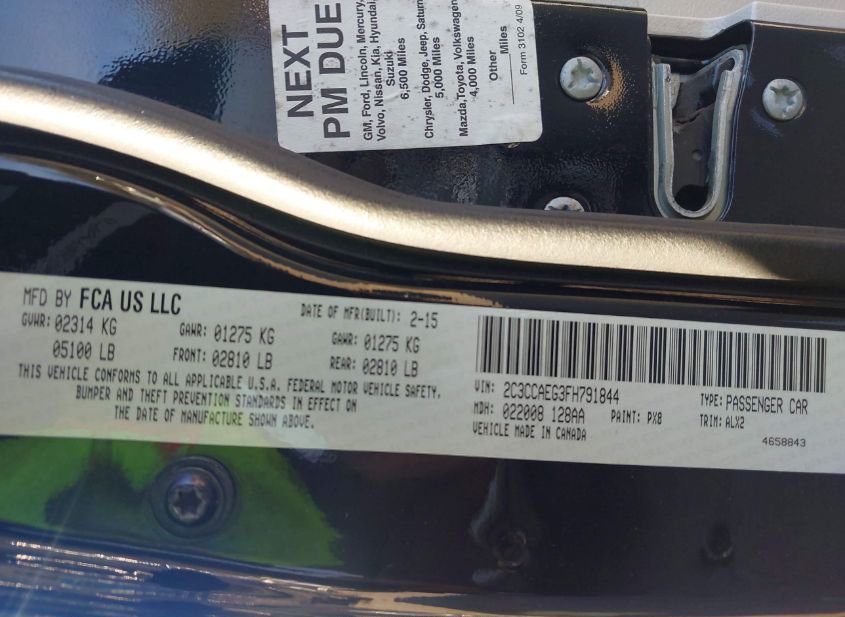 NEXT
PM DUE
GM, Ford, Lincoln, Mercury,
Volvo, Nissan, Kia, Hyundai,
Suzuki
6,500 Miles
Chrysler, Dodge, Jeep, Saturn
5,000 Miles
Mazda, Toyota, Volkswagen
4,000 Miles
Other
Miles
Form 3102 4/09
MFD BY FCA US LLC
DATE OF MFR(BUILT): 2-15
GVWR: 02314 KG
GAWR: 01275 KG
GAWR: 01275 KG
05100 LB
FRONT: 02810 LB
REAR: 02810 LB
THIS VEHICLE CONFORMS TO ALL APPLICABLE U.S.A. FEDERAL MOTOR VEHICLE SAFETY,
BUMPER AND THEFT PREVENTION STANDARDS IN EFFECT ON
THE DATE OF MANUFACTURE SHOWN ABOVE.
VIN: 2C3CCAEG3FH791844
TYPE: PASSENGER CAR
MDH: 022008 128AA
PAINT: PX8
TRIM: ALX2
VEHICLE MADE IN CANADA
4658843